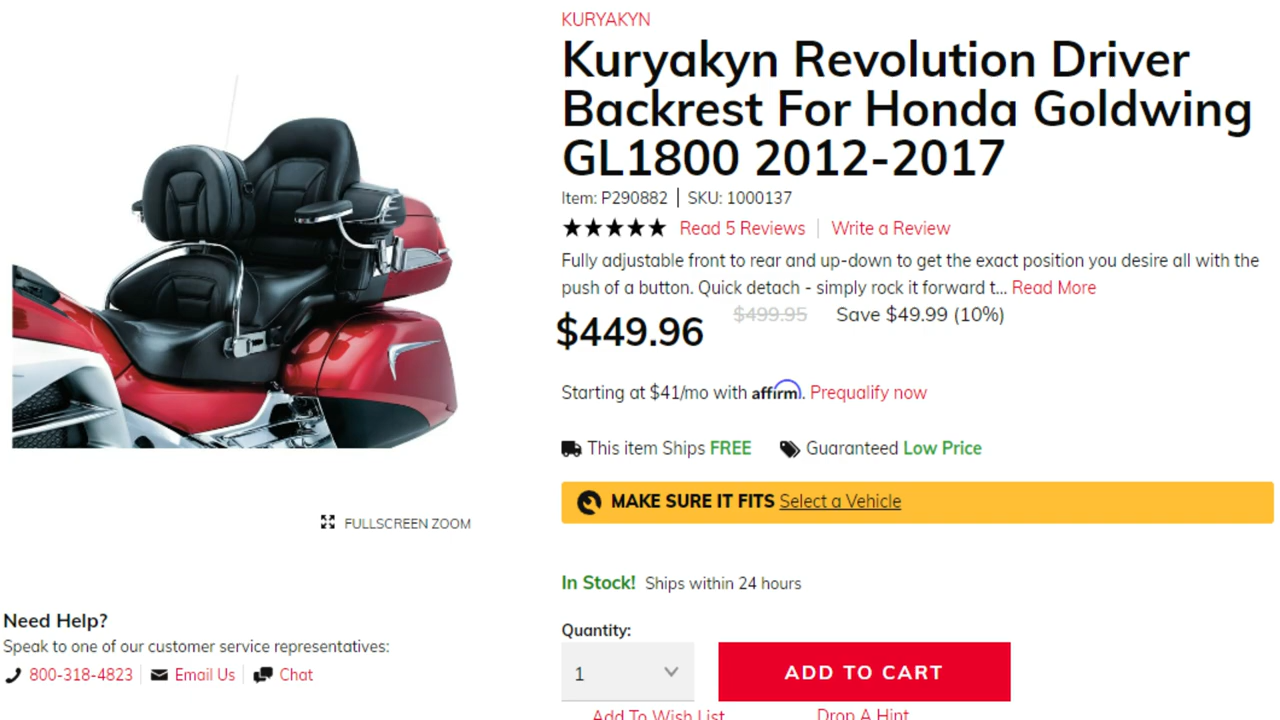 KURYAKYN
Kuryakyn Revolution Driver
Backrest For Honda Goldwing
GL1800 2012-2017
Item: P290882 | SKU: 1000137
Read 5 Reviews | Write a Review
Fully adjustable front to rear and up-down to get the exact position you desire all with the
push of a button. Quick detach - simply rock it forward t... Read More
$449.96 $499.95 Save $49.99 (10%)
Starting at $41/mo with affirm. Prequalify now
This item Ships FREE Guaranteed Low Price
MAKE SURE IT FITS Select a Vehicle
FULLSCREEN ZOOM
In Stock! Ships within 24 hours
Need Help?
Speak to one of our customer service representatives:
800-318-4823 | Email Us | Chat
Quantity:
1
ADD TO CART
Add To Wish List
Drop A Hint